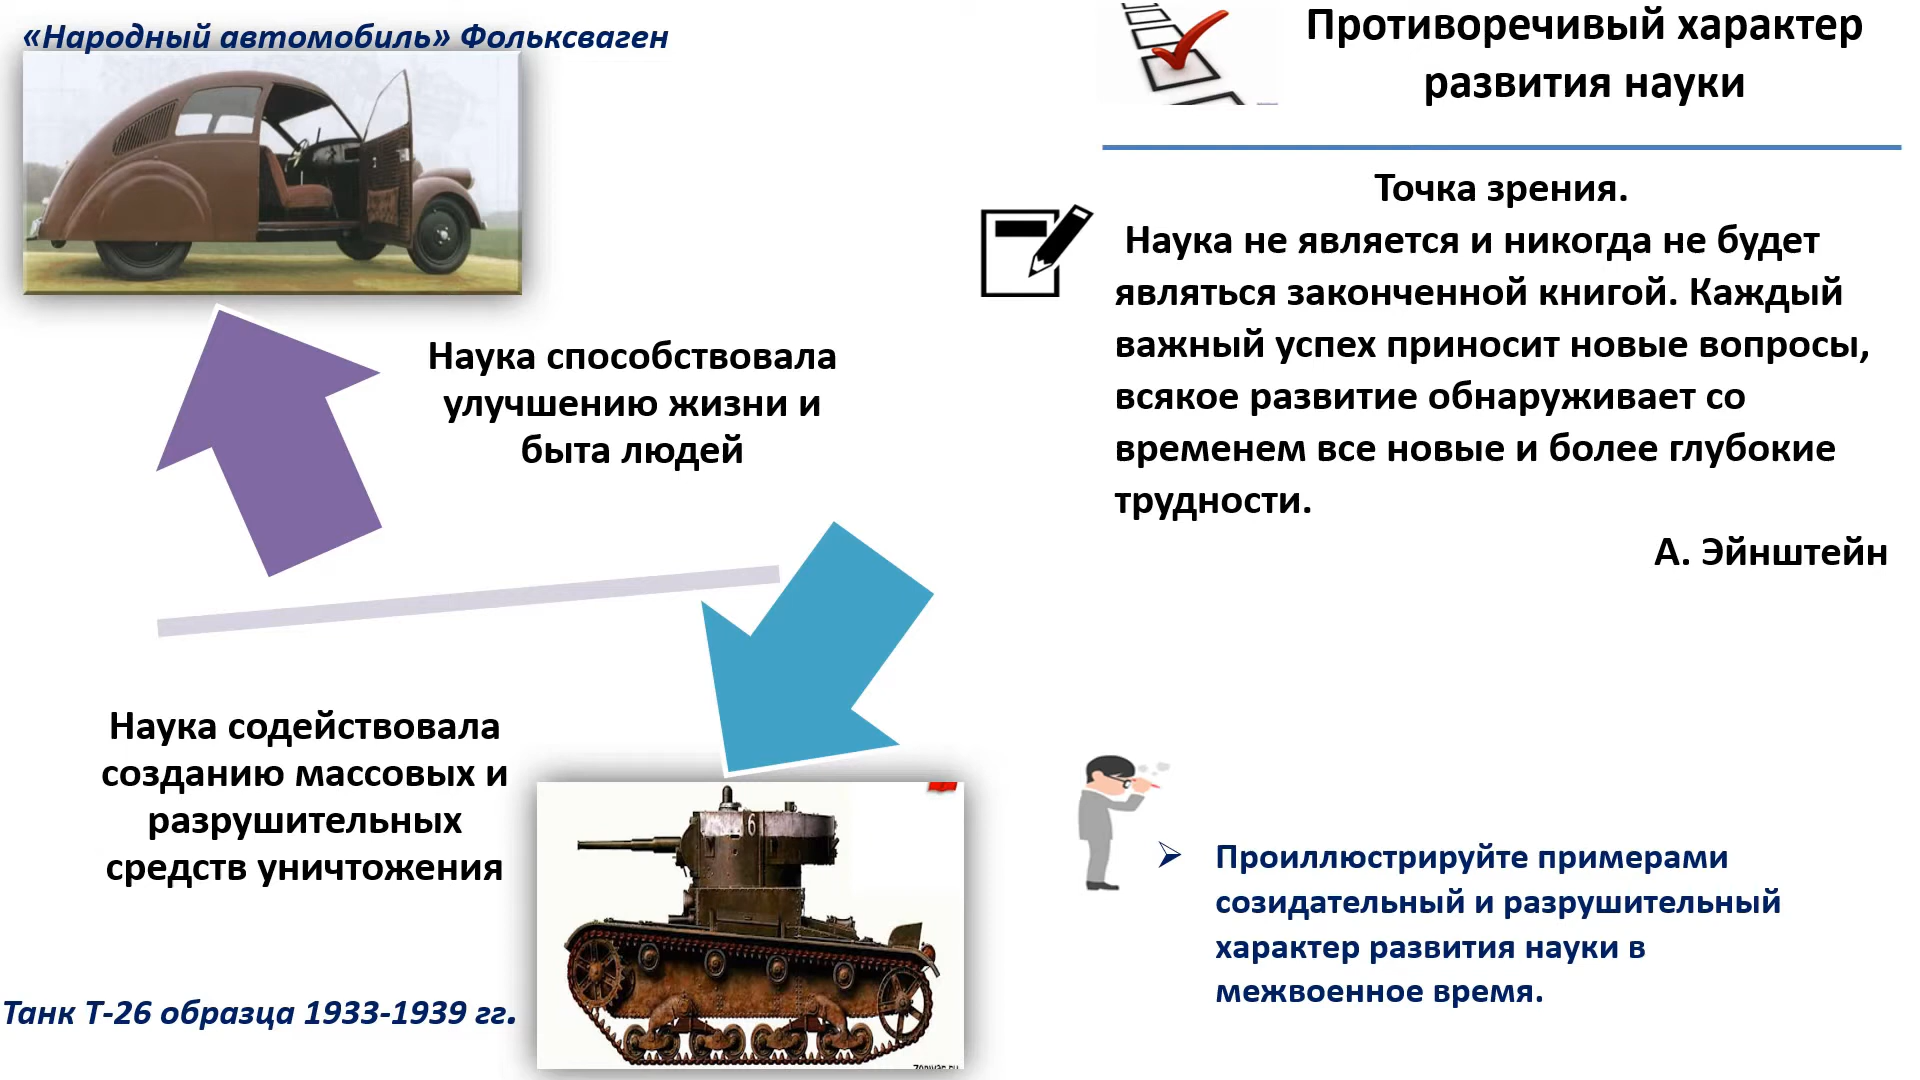 «Народный автомобиль» Фольксваген
Наука способствовала
улучшению жизни и
быта людей
Наука содействовала
созданию массовых и
разрушительных
средств уничтожения
6
Танк Т-26 образца 1933-1939 гг.
Противоречивый характер
развития науки
Точка зрения.
Наука не является и никогда не будет
являться законченной книгой. Каждый
важный успех приносит новые вопросы,
всякое развитие обнаруживает со
временем все новые и более глубокие
трудности.
А. Эйнштейн
Проиллюстрируйте примерами
созидательный и разрушительный
характер развития науки в
межвоенное время.